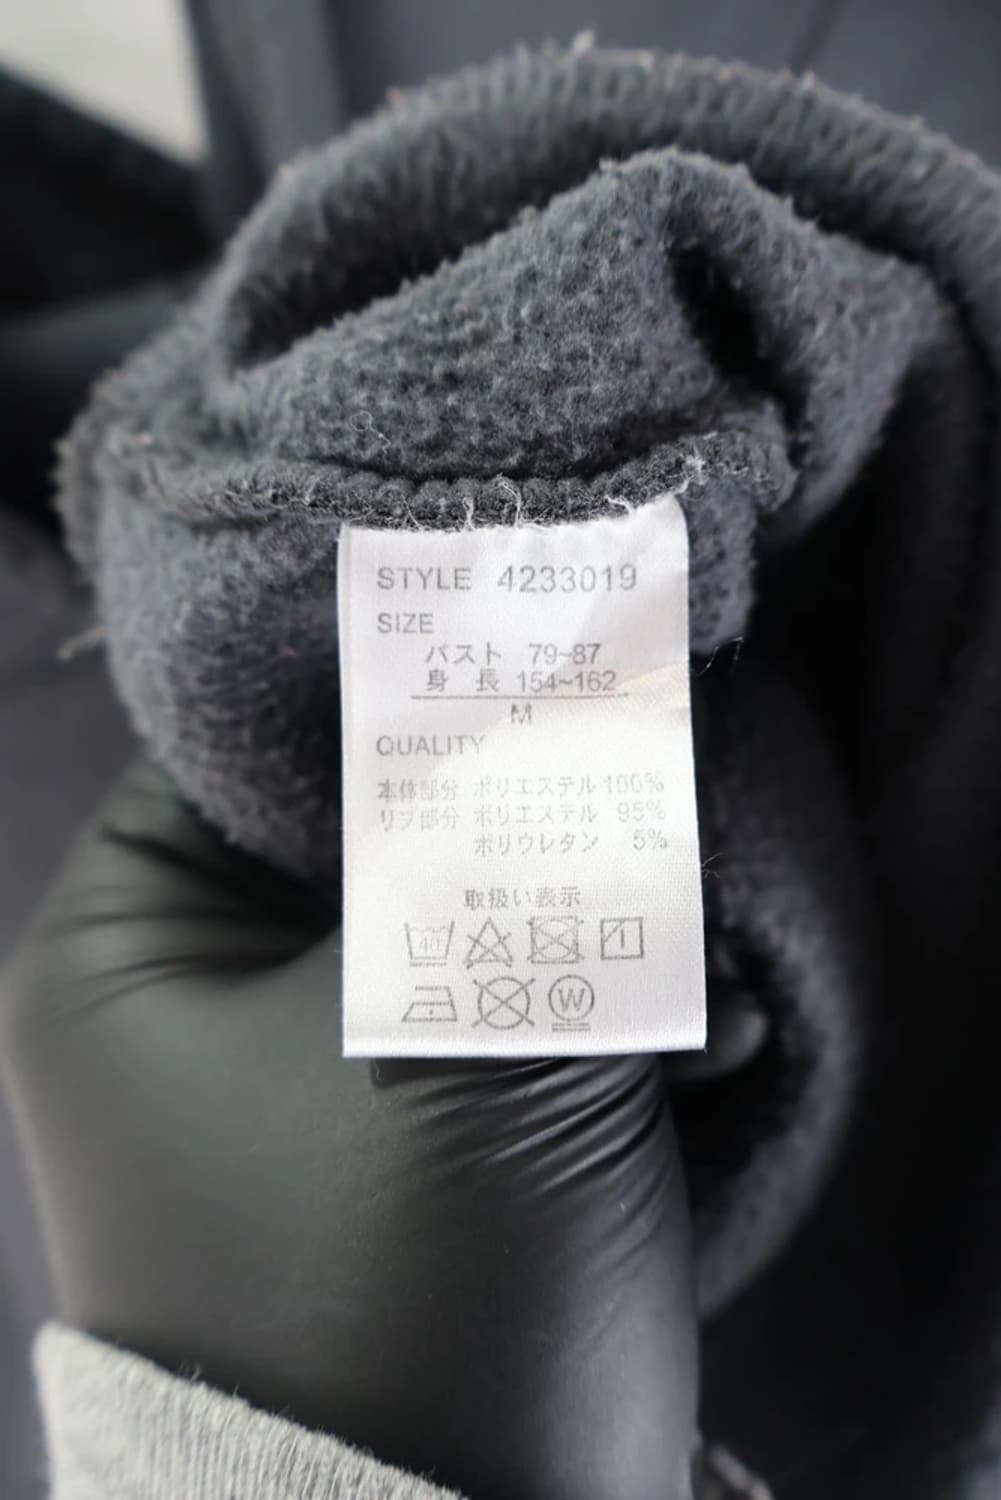 STYLE 4233019
SIZE
バスト 79~87
身 長 154~162
M
QUALITY
本体部分 ポリエステル 100%
リブ部分 ポリエステル 95%
ポリウレタン 5%
取扱い表示
40
W